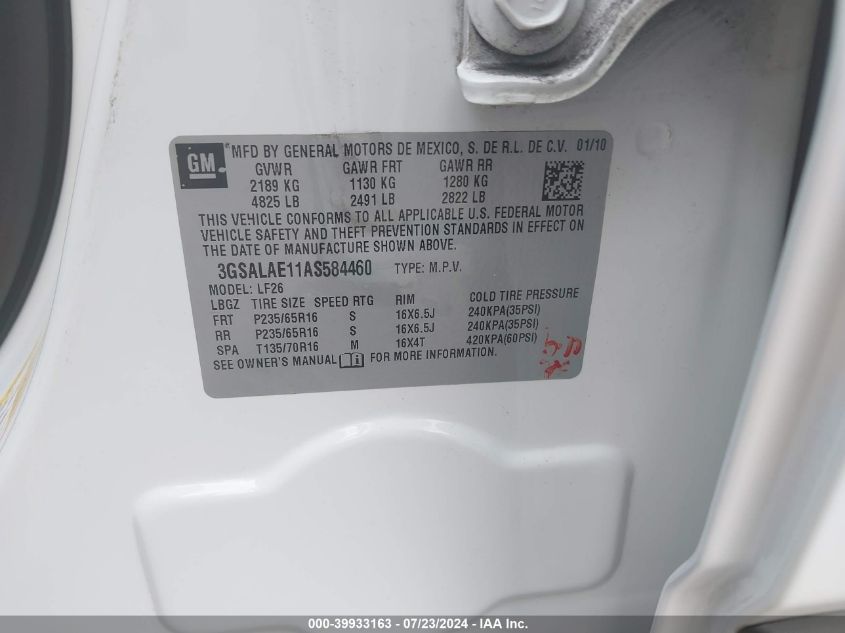 GM
MFD BY GENERAL MOTORS DE MEXICO, S. DE R.L. DE C.V. 01/10
GVWR GAWR FRT GAWR RR
2189 KG 1130 KG 1280 KG
4825 LB 2491 LB 2822 LB
THIS VEHICLE CONFORMS TO ALL APPLICABLE U.S. FEDERAL MOTOR
VEHICLE SAFETY AND THEFT PREVENTION STANDARDS IN EFFECT ON
THE DATE OF MANUFACTURE SHOWN ABOVE.
3GSALAE11AS584460 TYPE: M.P.V.
MODEL: LF26
LBGZ TIRE SIZE SPEED RTG RIM COLD TIRE PRESSURE
FRT P235/65R16 S 16X6.5J 240KPA(35PSI)
RR P235/65R16 S 16X6.5J 240KPA(35PSI)
SPA T135/70R16 M 16X4T 420KPA(60PSI)
SEE OWNER'S MANUAL FOR MORE INFORMATION.
000-39933163 - 07/23/2024 - IAA Inc.